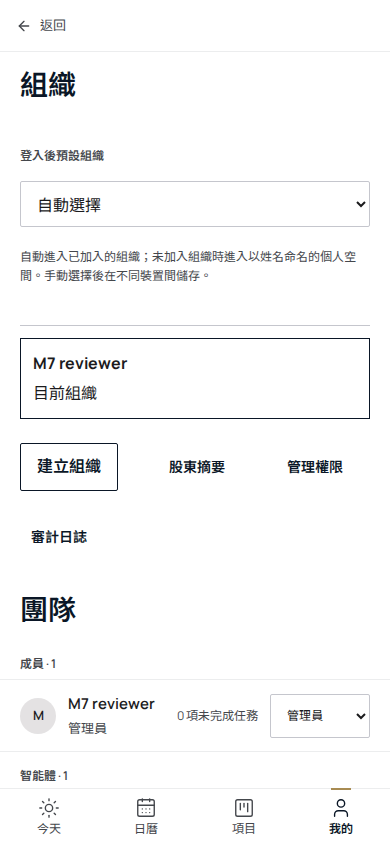 返回
組織
登入後預設組織
自動選擇
自動進入已加入的組織；未加入組織時進入以姓名命名的個人空
間。手動選擇後在不同裝置間儲存。
M7 reviewer
目前組織
建立組織 股東摘要 管理權限
審計日誌
團隊
成員 · 1
M M7 reviewer 0 項未完成任務 管理員
管理員
智能體 · 1
今天 日曆 項目 我的